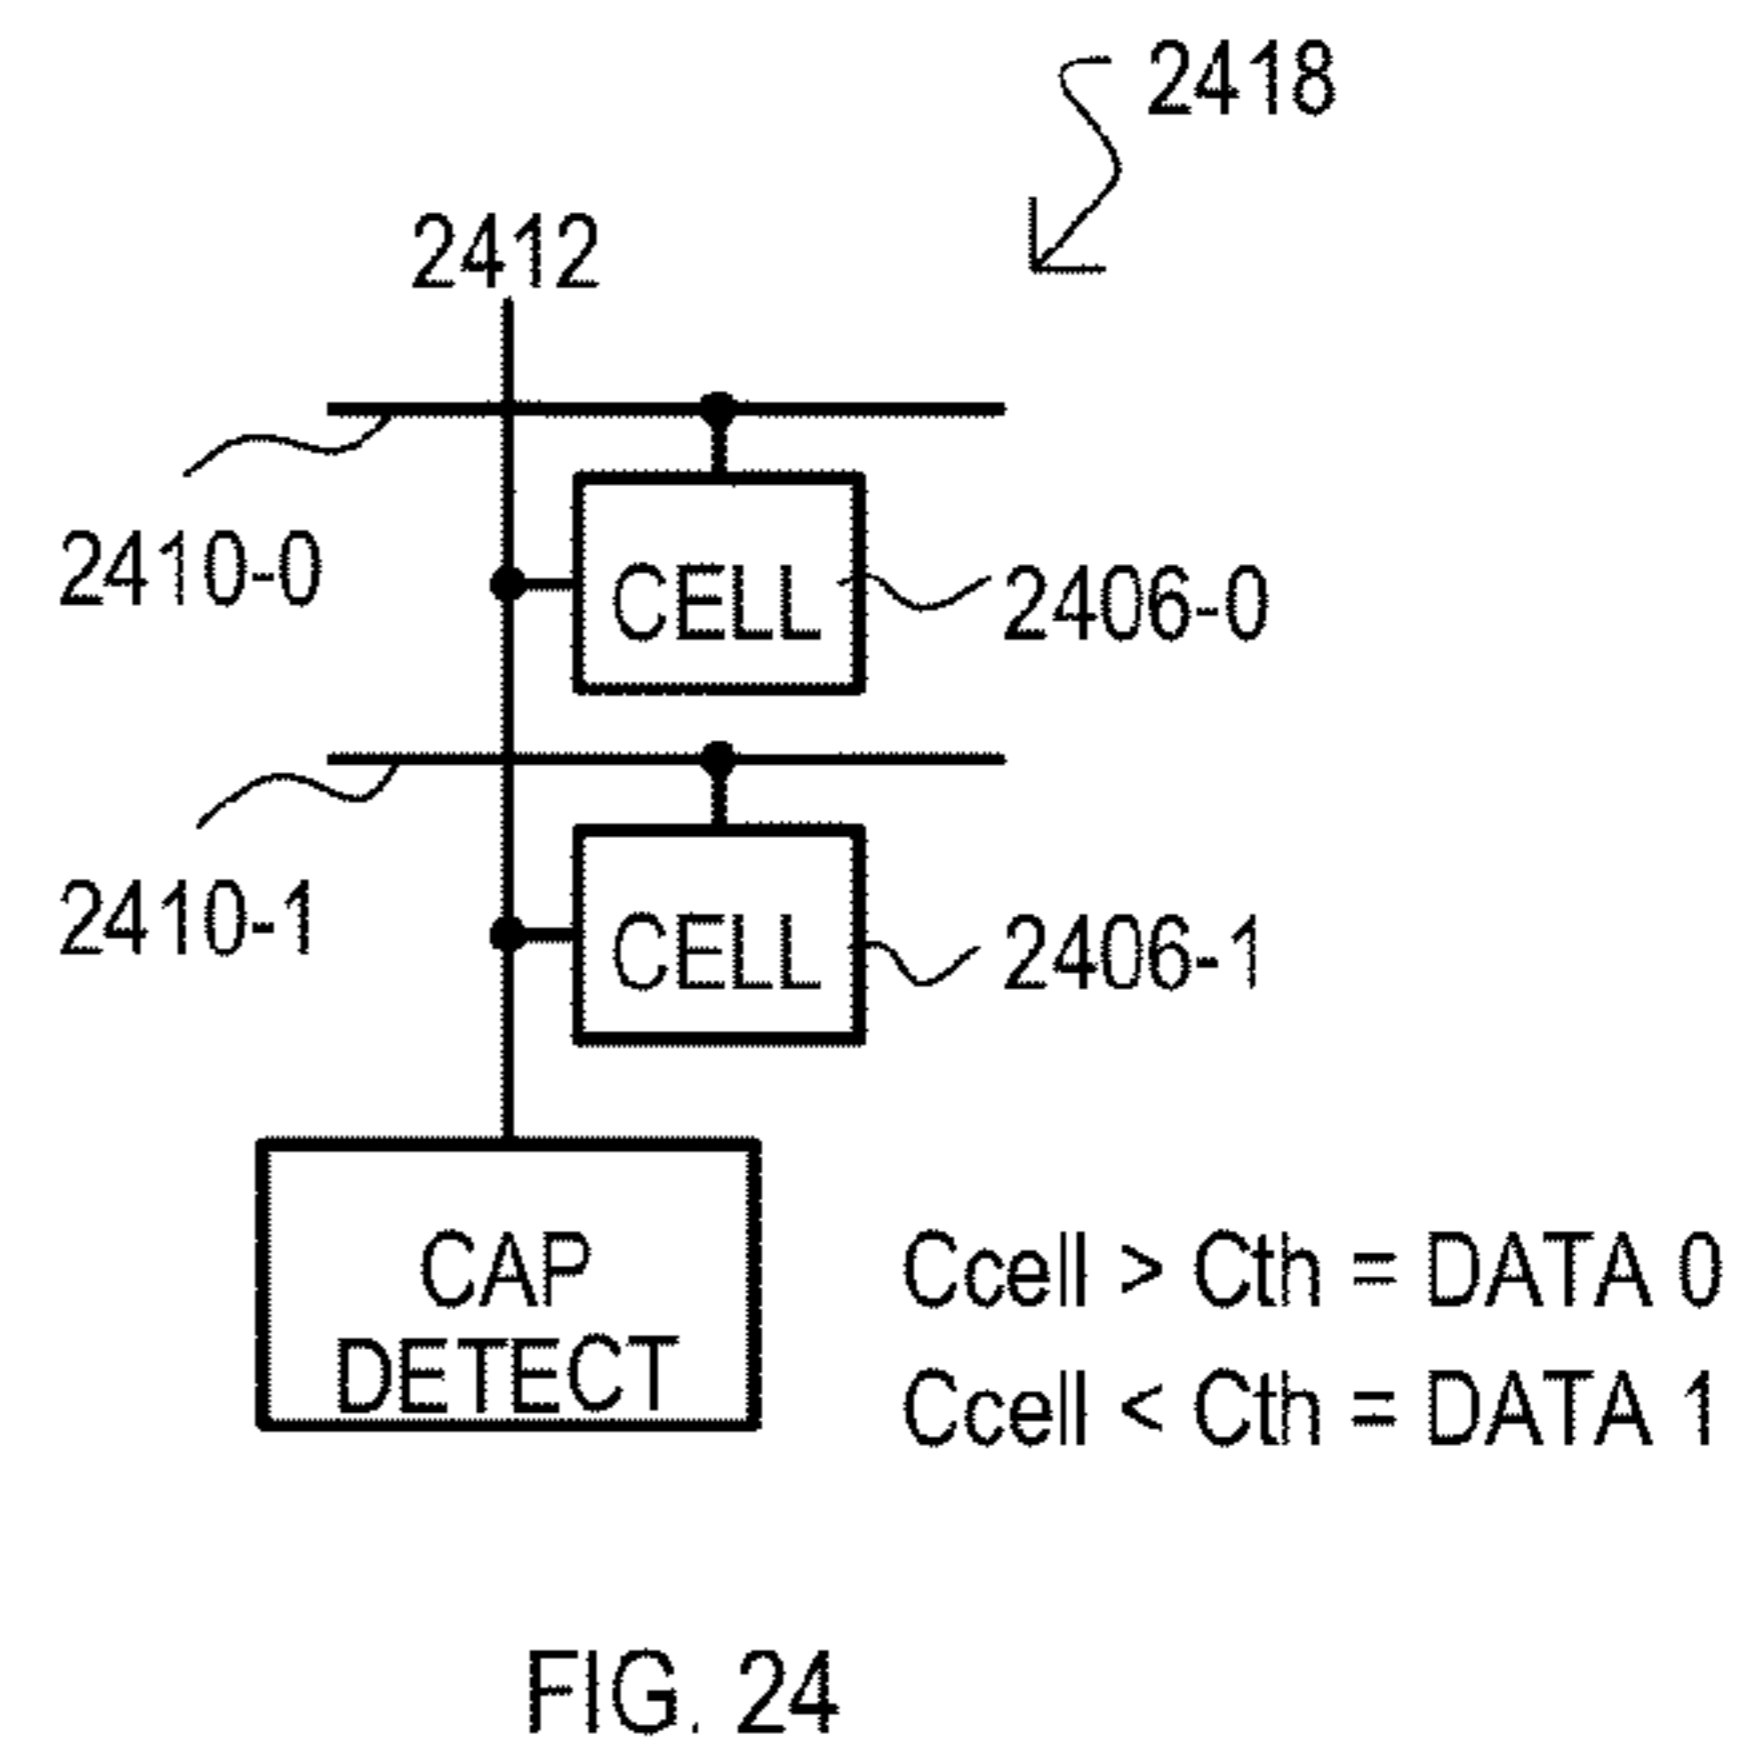 2418
2412
2410-0
CELL
2406-0
2410-1
CELL
2406-1
CAP
DETECT
Ccell > Cth = DATA 0
Ccell < Cth = DATA 1
FIG. 24